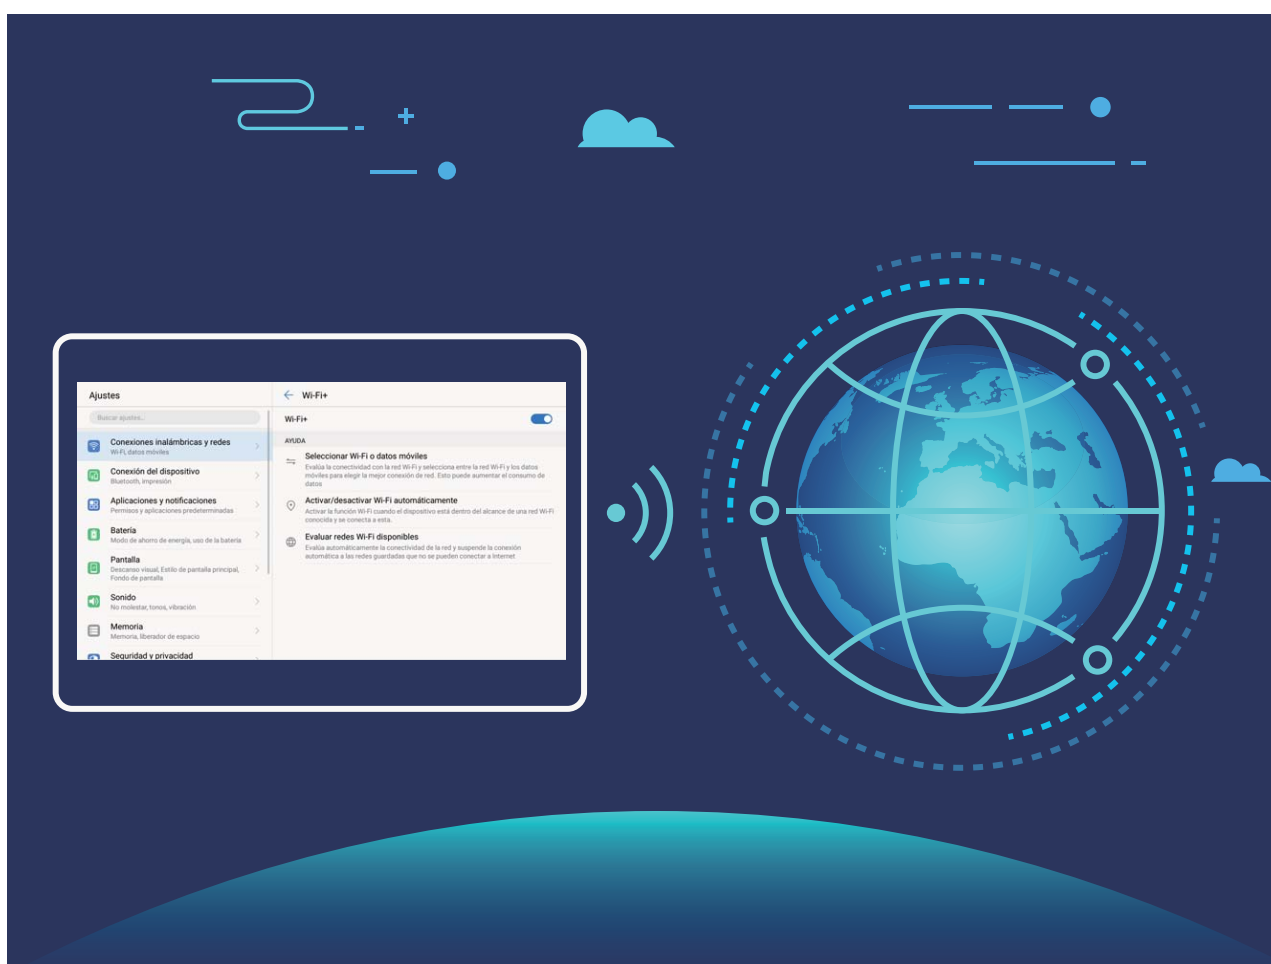 Ajustes
Buscar ajustes...
Conexiones inalámbricas y redes
Wi-Fi, datos móviles
Conexión del dispositivo
Bluetooth, impresión
Aplicaciones y notificaciones
Permisos y aplicaciones predeterminadas
Batería
Modo de ahorro de energía, uso de la batería
Pantalla
Descanso visual, Estilo de pantalla principal,
Fondo de pantalla
Sonido
No molestar, tonos, vibración
Memoria
Memoria, liberador de espacio
Seguridad y privacidad
Wi-Fi+
Wi-Fi+
AYUDA
Seleccionar Wi-Fi o datos móviles
Evalúa la conectividad con la red Wi-Fi y selecciona entre la red Wi-Fi y los datos
móviles para elegir la mejor conexión de red. Esto puede aumentar el consumo de
datos
Activar/desactivar Wi-Fi automáticamente
Activar la función Wi-Fi cuando el dispositivo está dentro del alcance de una red Wi-Fi
conocida y se conecta a esta.
Evaluar redes Wi-Fi disponibles
Evalúa automáticamente la conectividad de la red y suspende la conexión
automática a las redes guardadas que no se pueden conectar a Internet